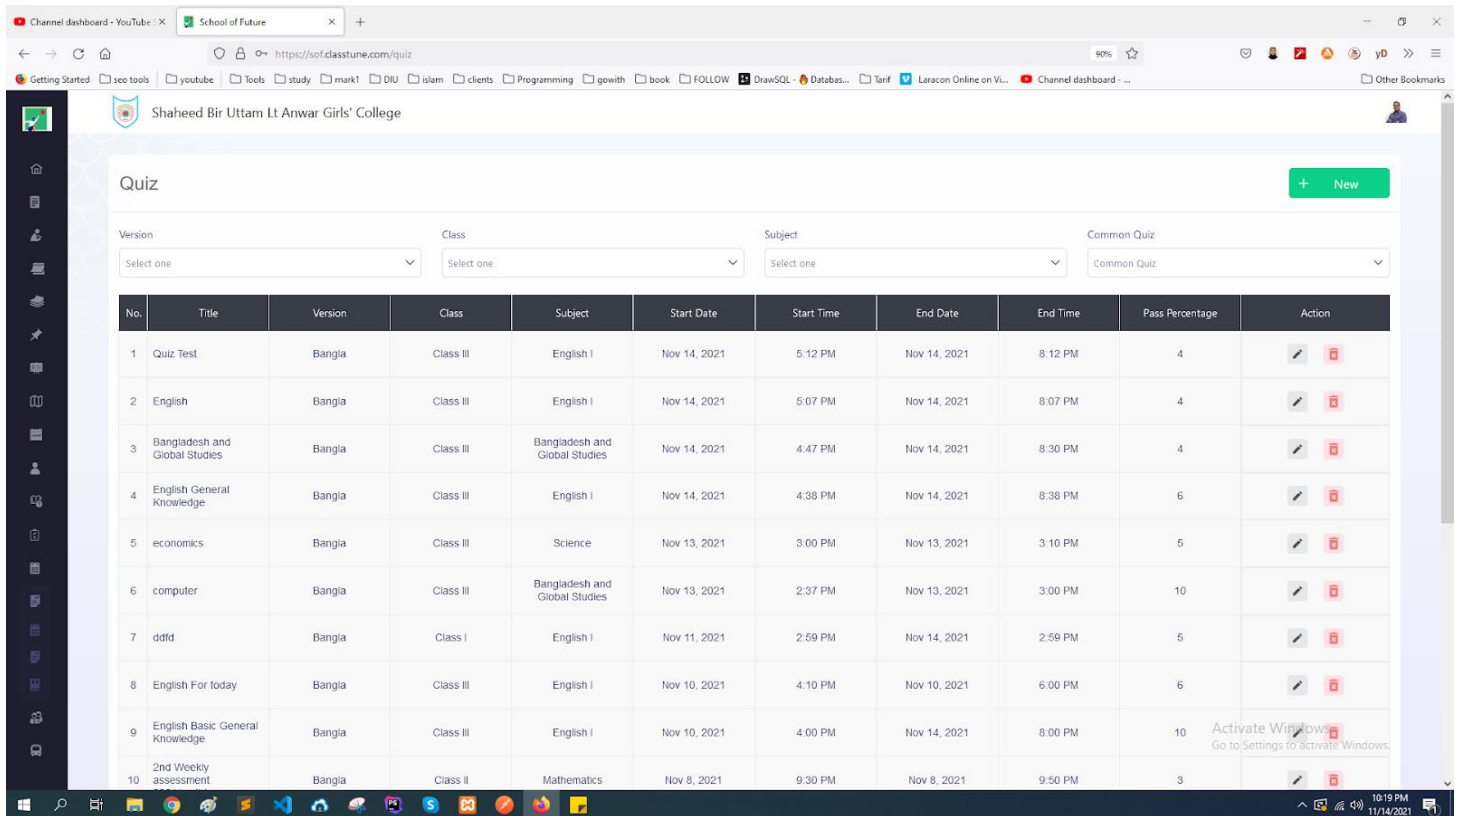 Channel dashboard - YouTube
School of Future
https://sof.classtune.com/quiz
90%
Getting Started seo tools youtube Tools study mark1 DIU islam clients Programming gowith book FOLLOW DrawSQL - Databas... Tarif Laracon Online on Vi... Channel dashboard - ... Other Bookmarks
Shaheed Bir Uttam Lt Anwar Girls' College
Quiz
+ New
Version Class Subject Common Quiz
Select one Select one Select one Common Quiz
No. Title Version Class Subject Start Date Start Time End Date End Time Pass Percentage Action
1 Quiz Test Bangla Class III English I Nov 14, 2021 5:12 PM Nov 14, 2021 8:12 PM 4
2 English Bangla Class III English I Nov 14, 2021 5:07 PM Nov 14, 2021 8:07 PM 4
3 Bangladesh and Global Studies Bangla Class III Bangladesh and Global Studies Nov 14, 2021 4:47 PM Nov 14, 2021 8:30 PM 4
4 English General Knowledge Bangla Class III English I Nov 14, 2021 4:38 PM Nov 14, 2021 8:38 PM 6
5 economics Bangla Class III Science Nov 13, 2021 3:00 PM Nov 13, 2021 3:10 PM 5
6 computer Bangla Class III Bangladesh and Global Studies Nov 13, 2021 2:37 PM Nov 13, 2021 3:00 PM 10
7 ddfd Bangla Class I English I Nov 11, 2021 2:59 PM Nov 14, 2021 2:59 PM 5
8 English For today Bangla Class III English I Nov 10, 2021 4:10 PM Nov 10, 2021 6:00 PM 6
9 English Basic General Knowledge Bangla Class III English I Nov 10, 2021 4:00 PM Nov 14, 2021 8:00 PM 10
10 2nd Weekly assessment Bangla Class II Mathematics Nov 8, 2021 9:30 PM Nov 8, 2021 9:50 PM 3
Activate Windows
Go to Settings to activate Windows.
10:19 PM
11/14/2021